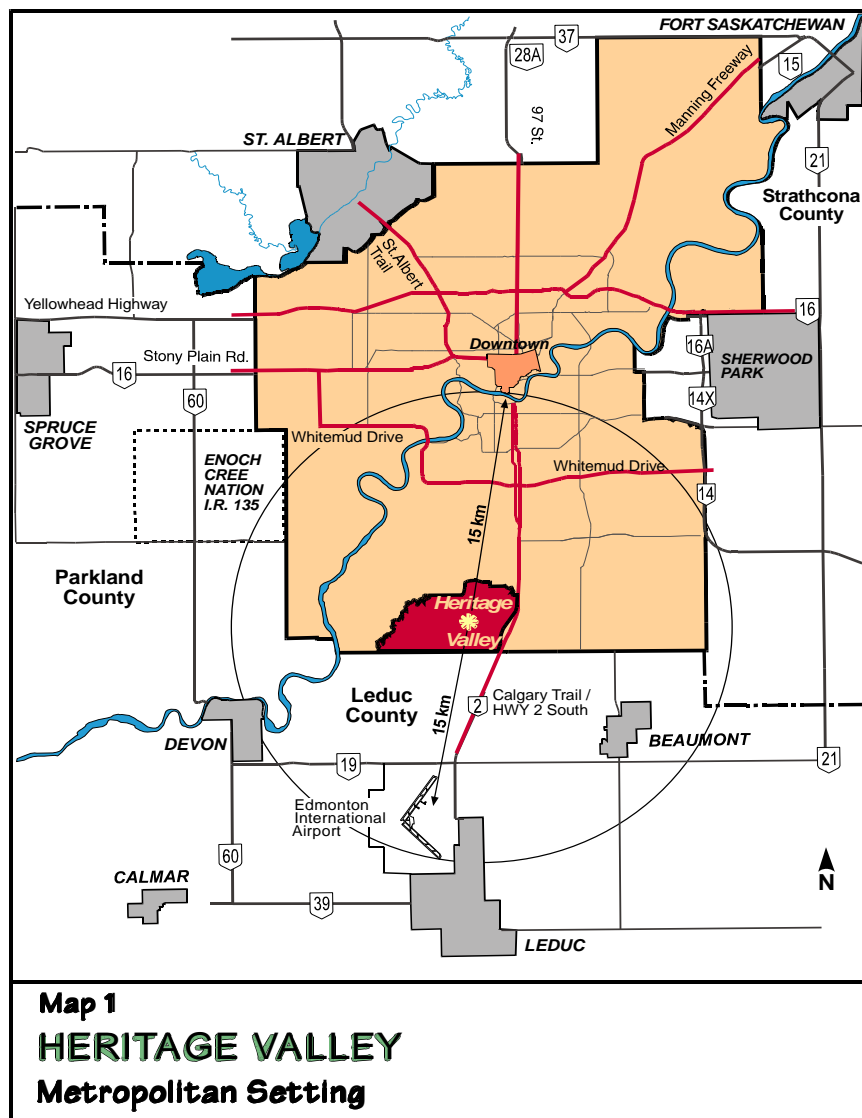 FORT SASKATCHEWAN
37
28A
15
97 St.
Manning Freeway
ST. ALBERT
21
Strathcona
County
St.Albert
Trail
Yellowhead Highway
16
Downtown
16A
Stony Plain Rd.
16
SHERWOOD
PARK
60
14X
SPRUCE
GROVE
Whitemud Drive
ENOCH
CREE
NATION
I.R. 135
Whitemud Drive
14
15 km
Parkland
County
Heritage
Valley
Leduc
County
2
Calgary Trail /
HWY 2 South
15 km
DEVON
BEAUMONT
19
21
Edmonton
International
Airport
60
CALMAR
39
N
LEDUC
Map 1
HERITAGE VALLEY
Metropolitan Setting